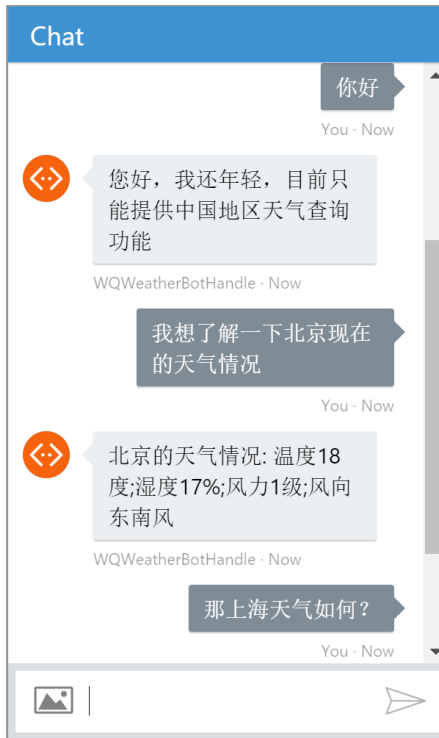 Chat
你好
You · Now
您好，我还年轻，目前只
能提供中国地区天气查询
功能
WQWeatherBotHandle · Now
我想了解一下北京现在
的天气情况
You · Now
北京的天气情况: 温度18
度;湿度17%;风力1级;风向
东南风
WQWeatherBotHandle · Now
那上海天气如何？
You · Now